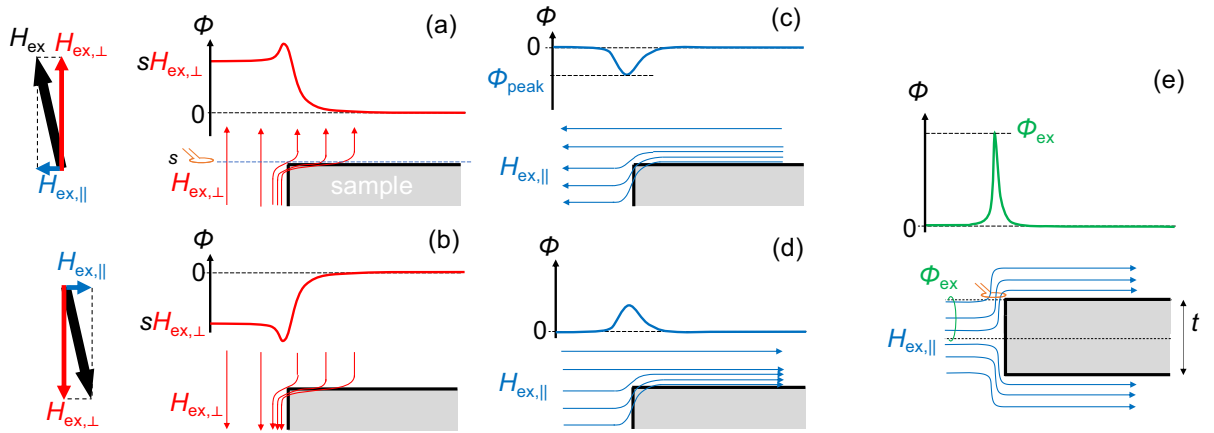 H_ex
H_ex,⊥
H_ex,||
Φ
(a)
sH_ex,⊥
0
s
H_ex,⊥
sample
Φ
(c)
0
Φ_peak
H_ex,||
(e)
Φ
Φ_ex
0
Φ_ex
H_ex,||
t
H_ex,||
H_ex,⊥
Φ
(b)
0
sH_ex,⊥
H_ex,⊥
Φ
(d)
0
H_ex,||